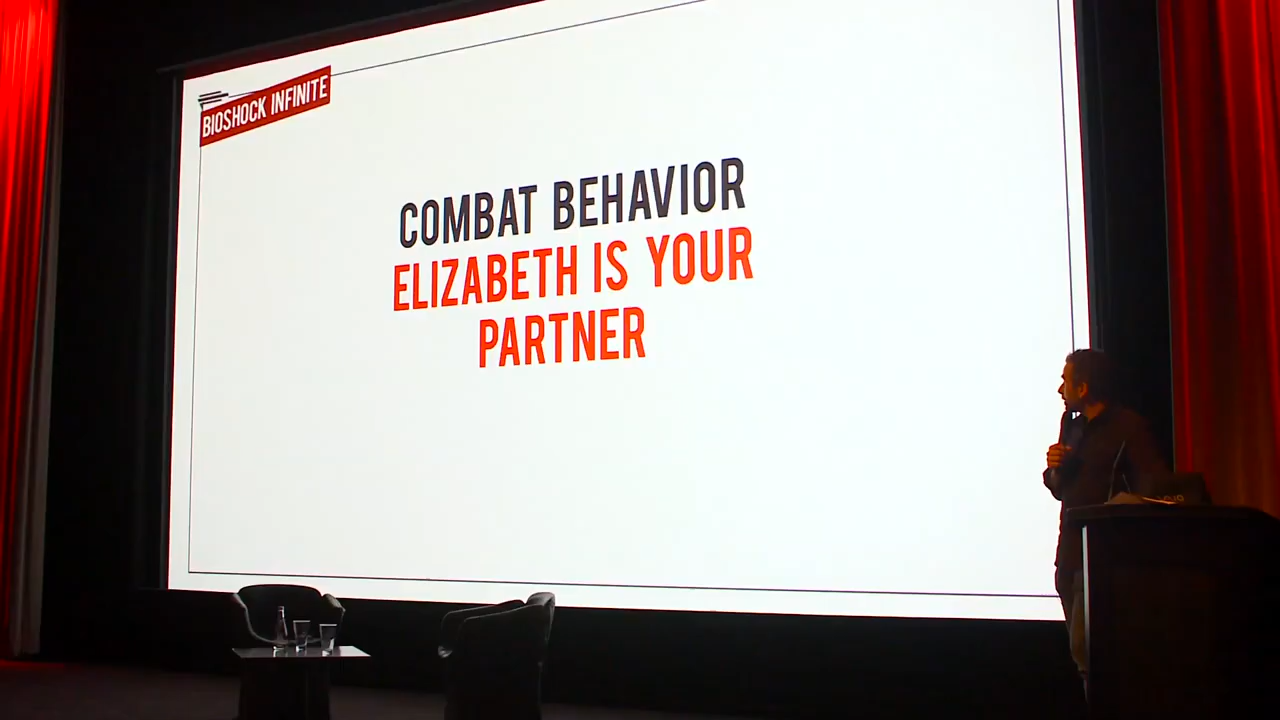 BIOSHOCK INFINITE
COMBAT BEHAVIOR
ELIZABETH IS YOUR
PARTNER